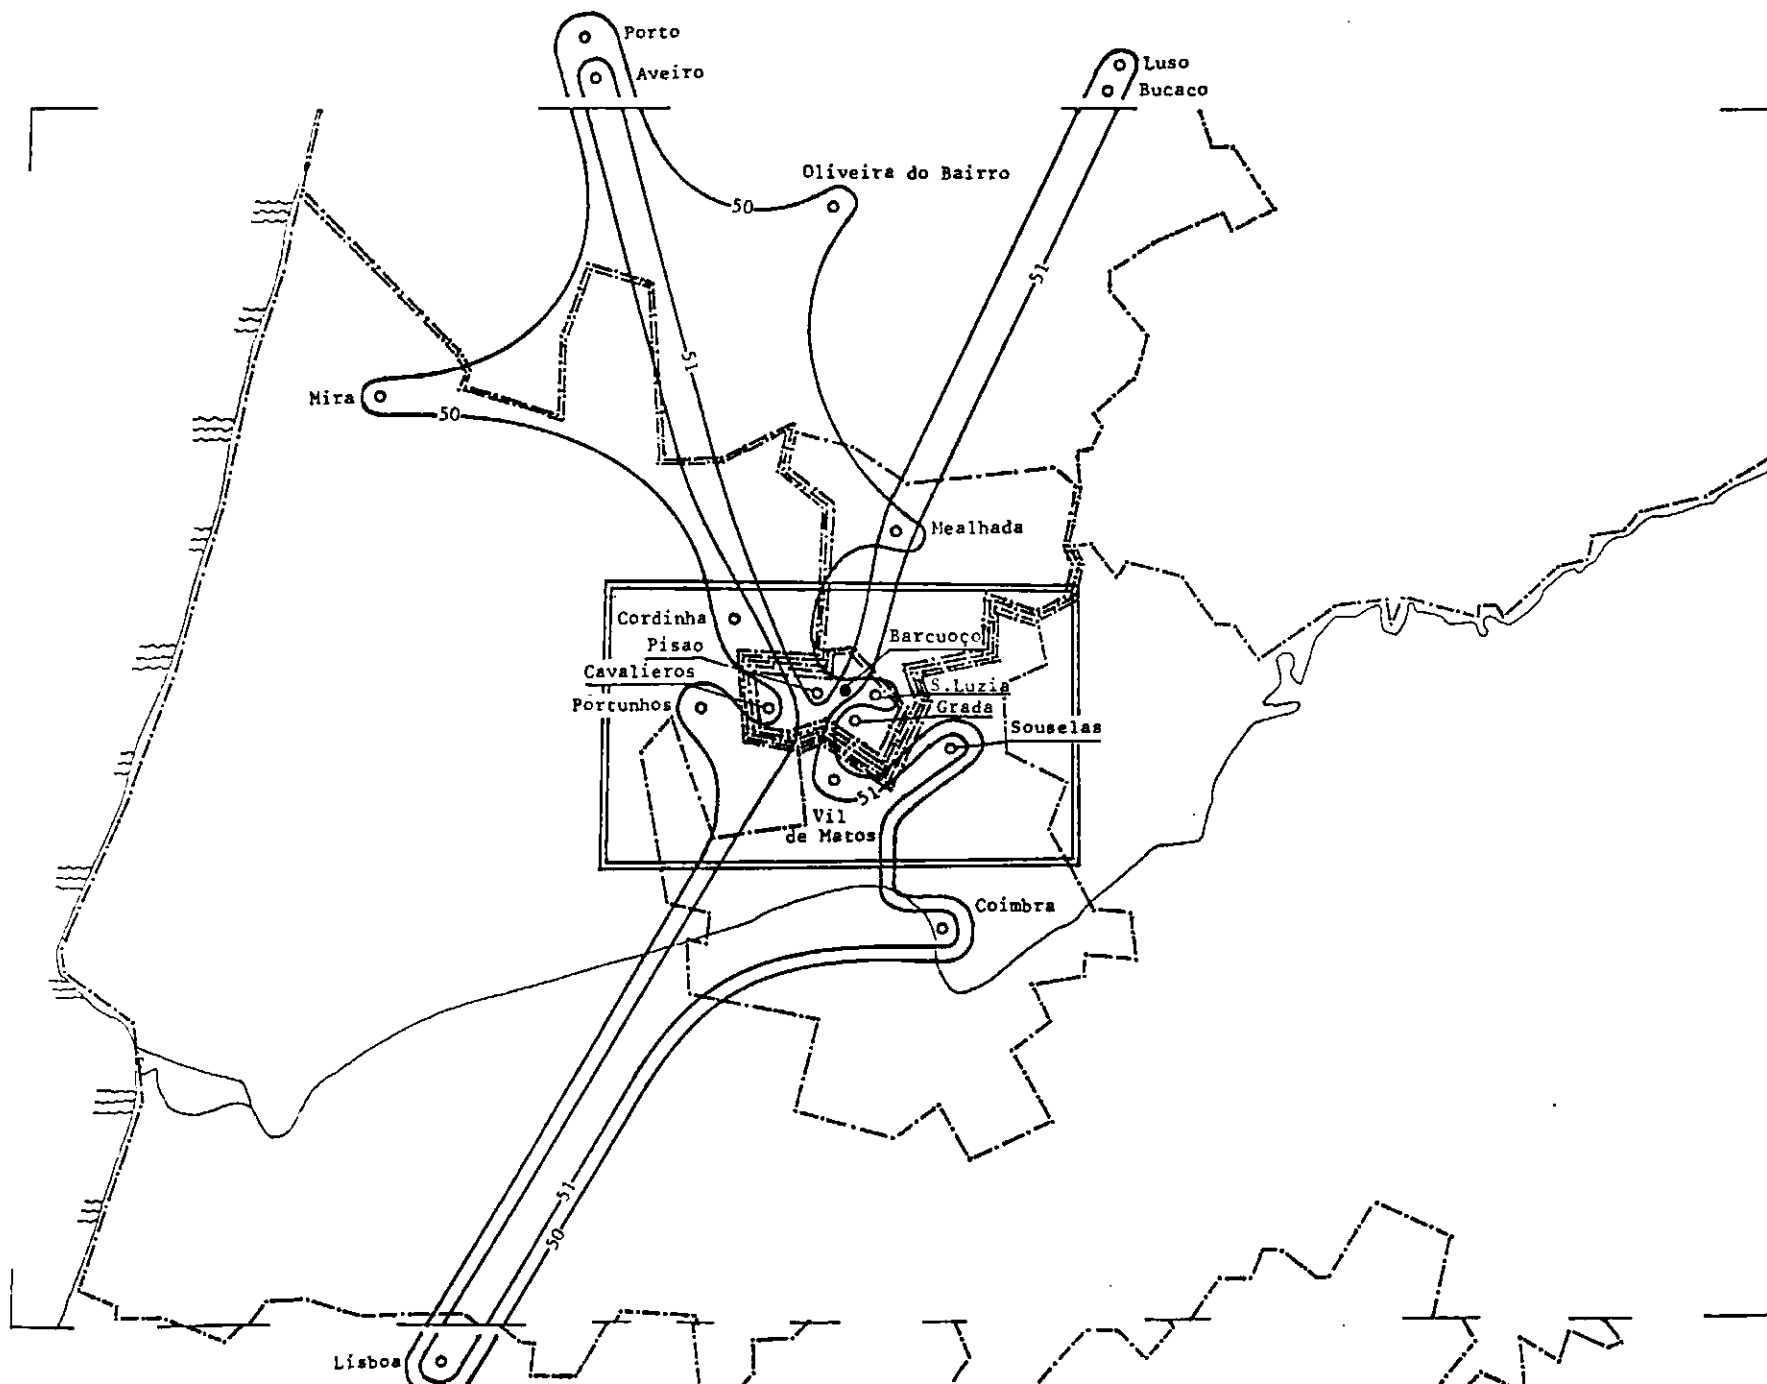 Porto
Aveiro
Luso
Bucaco
Oliveira do Bairro
50
51
51
Mira
50
Mealhada
Cordinha
Pisao
Barcuoço
Cavalieros
S.Luzia
Portunhos
Grada
Souselas
51
Vil
de Matos
Coimbra
51
50
Lisboa